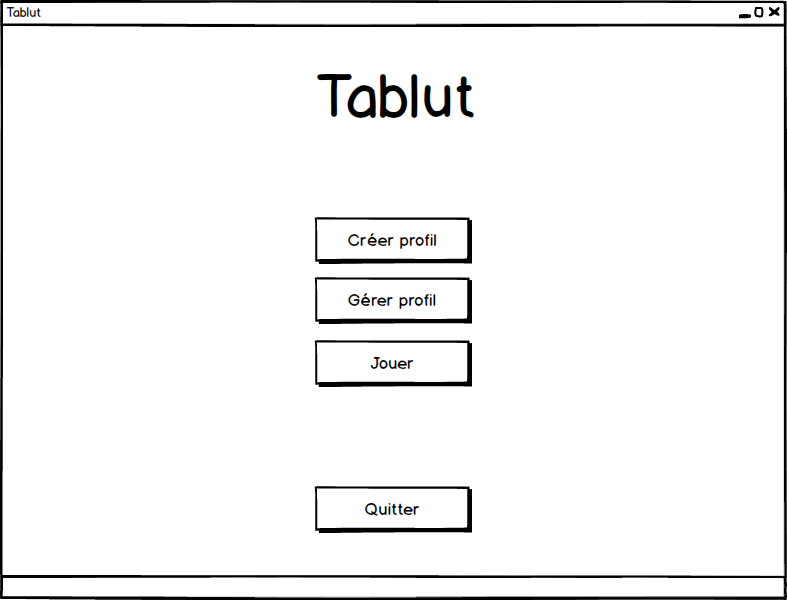 Tablut
Tablut
Créer profil
Gérer profil
Jouer
Quitter